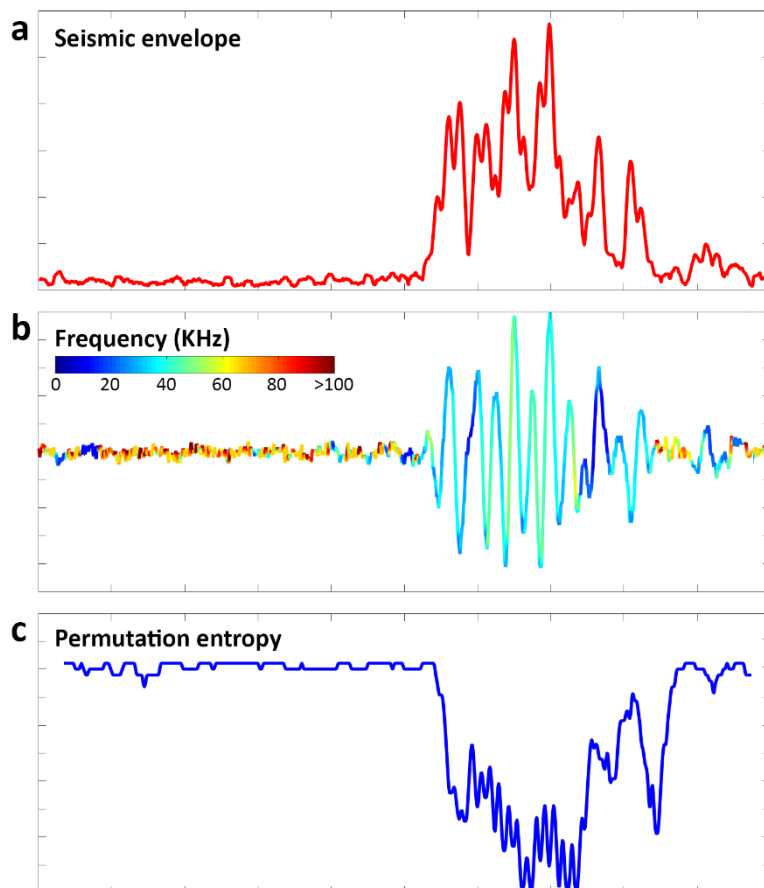 a
Seismic envelope
b
Frequency (KHz)
0 20 40 60 80 >100
c
Permutation entropy